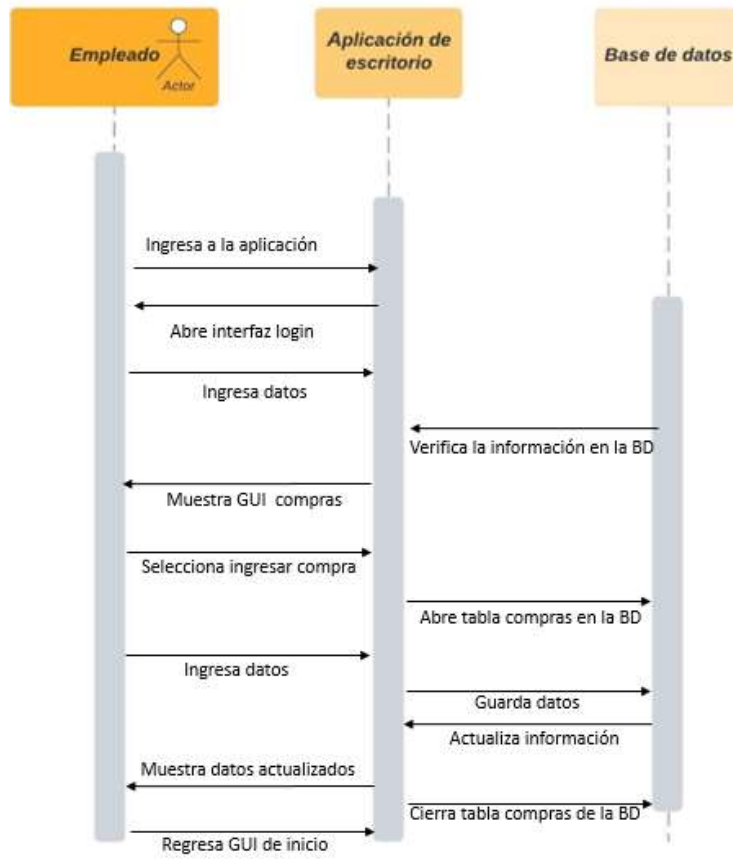 Empleado
Actor
Aplicación de
escritorio
Base de datos
Ingresa a la aplicación
Abre interfaz login
Ingresa datos
Verifica la información en la BD
Muestra GUI compras
Selecciona ingresar compra
Abre tabla compras en la BD
Ingresa datos
Guarda datos
Actualiza información
Muestra datos actualizados
Cierra tabla compras de la BD
Regresa GUI de inicio